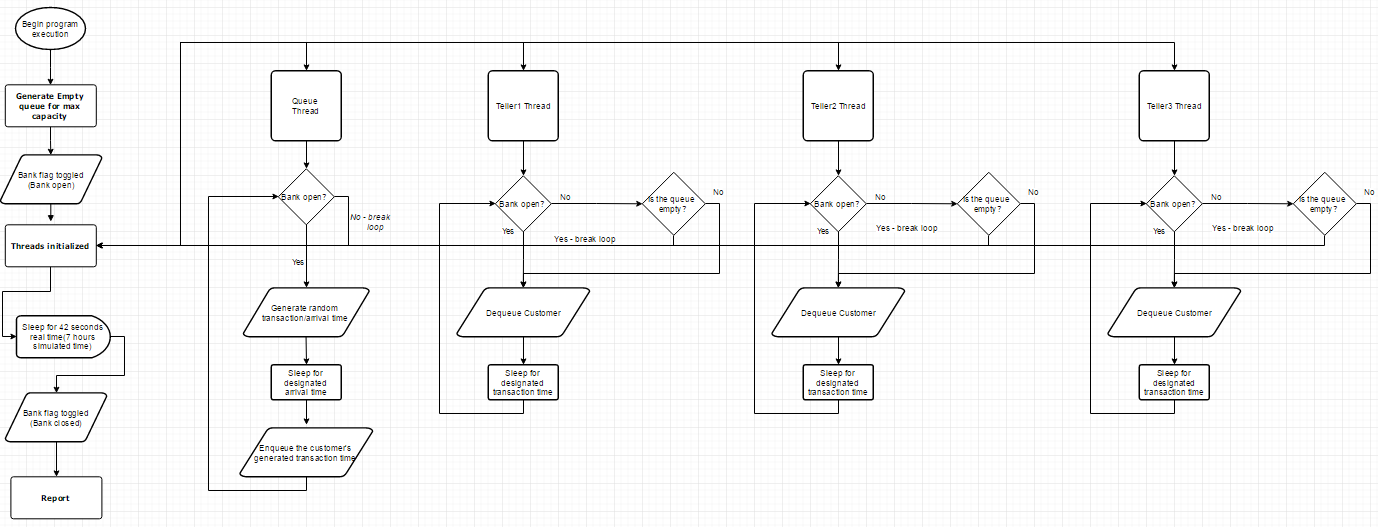 Begin program
execution
Generate Empty
queue for max
capacity
Bank flag toggled
(Bank open)
Threads initialized
Sleep for 42 seconds
real time(7 hours
simulated time)
Bank flag toggled
(Bank closed)
Report
Queue
Thread
Bank open?
No - break
loop
Yes
Generate random
transaction/arrival time
Sleep for
designated
arrival time
Enqueue the customer's
generated transaction time
Teller1 Thread
Bank open?
No
Is the queue
empty?
No
Yes
Yes - break loop
Dequeue Customer
Sleep for
designated
transaction time
Teller2 Thread
Bank open?
No
Is the queue
empty?
No
Yes
Yes - break loop
Dequeue Customer
Sleep for
designated
transaction time
Teller3 Thread
Bank open?
No
Is the queue
empty?
No
Yes
Yes - break loop
Dequeue Customer
Sleep for
designated
transaction time